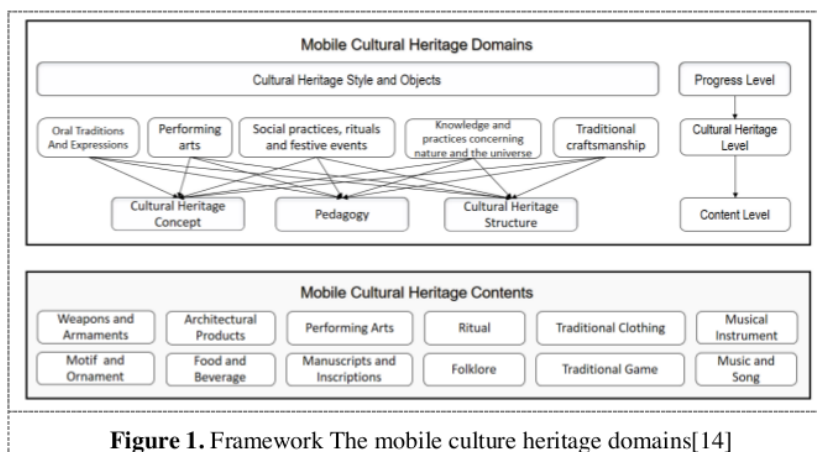 Mobile Cultural Heritage Domains
Cultural Heritage Style and Objects
Progress Level
Oral Traditions
And Expressions
Performing
arts
Social practices, rituals
and festive events
Knowledge and
practices concerning
nature and the universe
Traditional
craftsmanship
Cultural Heritage
Level
Cultural Heritage
Concept
Pedagogy
Cultural Heritage
Structure
Content Level
Mobile Cultural Heritage Contents
Weapons and
Armaments
Architectural
Products
Performing Arts
Ritual
Traditional Clothing
Musical
Instrument
Motif and
Ornament
Food and
Beverage
Manuscripts and
Inscriptions
Folklore
Traditional Game
Music and
Song
Figure 1. Framework The mobile culture heritage domains[14]